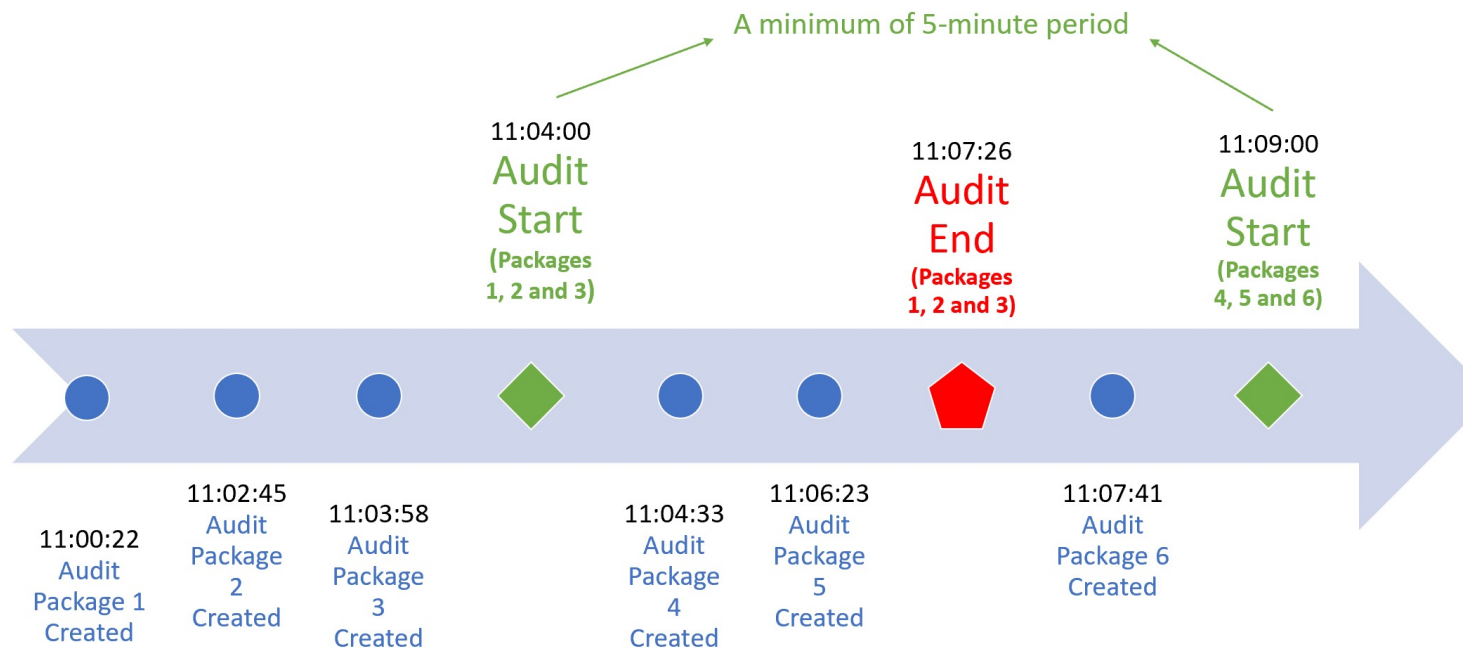 A minimum of 5-minute period
11:04:00
Audit
Start
(Packages
1, 2 and 3)
11:07:26
Audit
End
(Packages
1, 2 and 3)
11:09:00
Audit
Start
(Packages
4, 5 and 6)
11:00:22
Audit
Package 1
Created
11:02:45
Audit
Package
2
Created
11:03:58
Audit
Package
3
Created
11:04:33
Audit
Package
4
Created
11:06:23
Audit
Package
5
Created
11:07:41
Audit
Package 6
Created